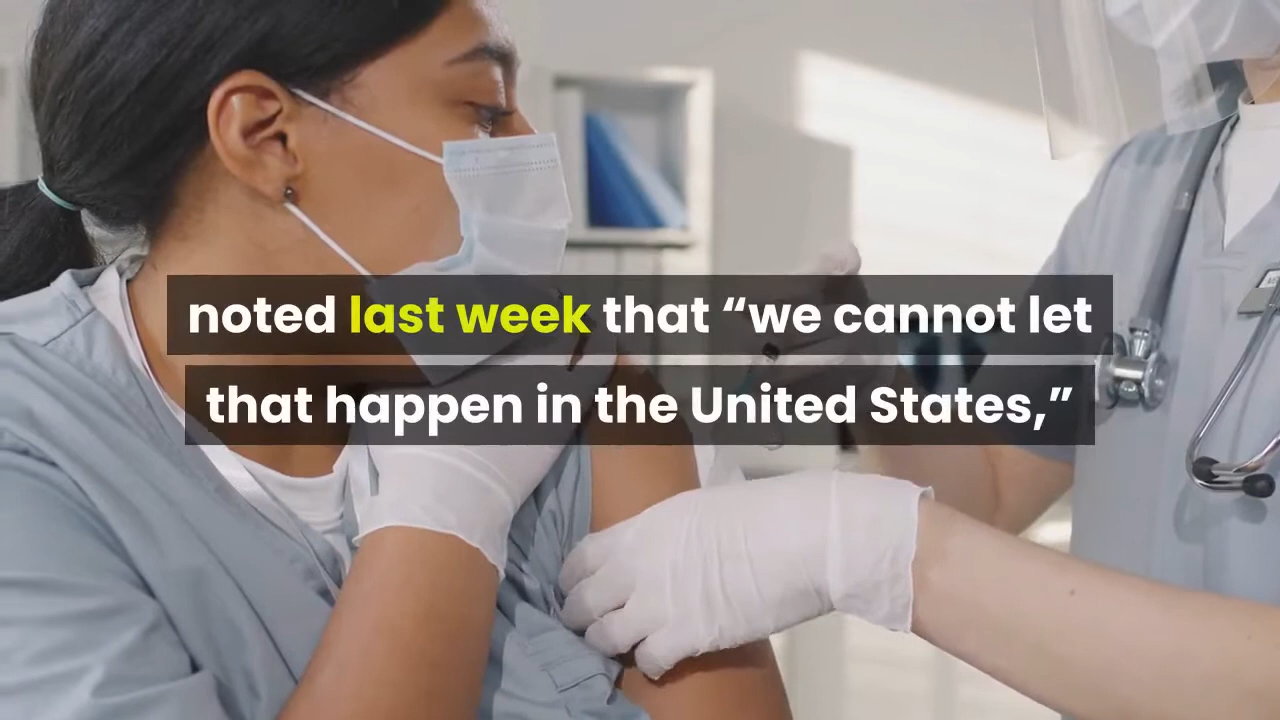 noted last week that “we cannot let
that happen in the United States,”